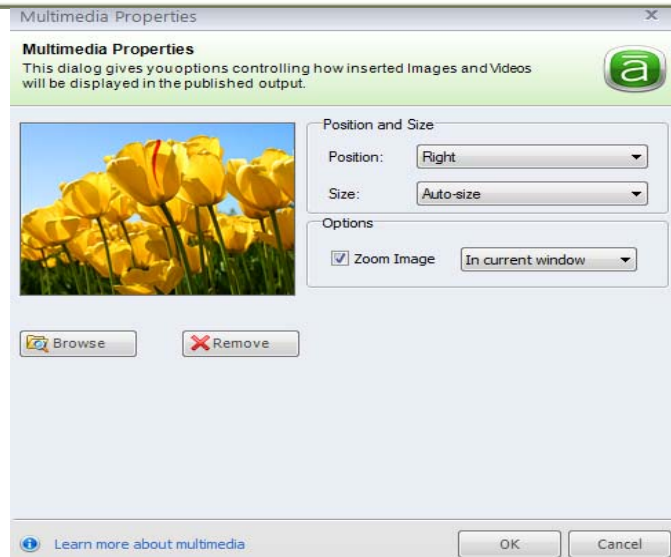 Multimedia Properties
x
Multimedia Properties
This dialog gives you options controlling how inserted Images and Videos
will be displayed in the published output.
ā
Position and Size
Position: Right
Size: Auto-size
Options
Zoom Image In current window
Browse Remove
Learn more about multimedia OK Cancel